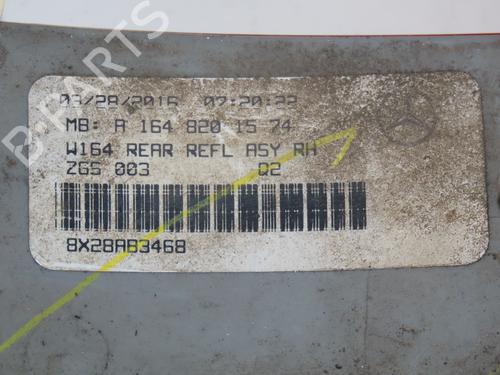 03/28/2016 07:20:22
MB: A 164 820 15 74
W164 REAR REFL ASY RH
ZGS 003 Q2
8X28AB3468
B-PARTS